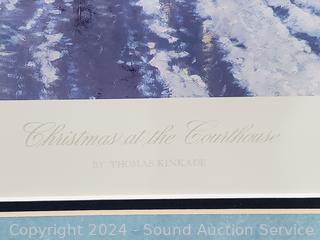 Christmas at the Courthouse
BY THOMAS KINKADE
Copyright 2024 - Sound Auction Service